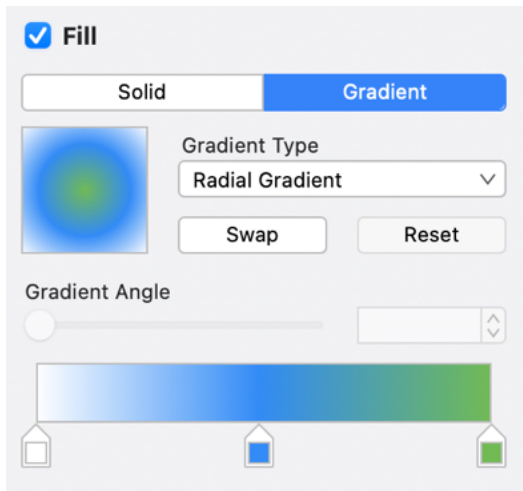 Fill
Solid Gradient
Gradient Type
Radial Gradient
Swap Reset
Gradient Angle